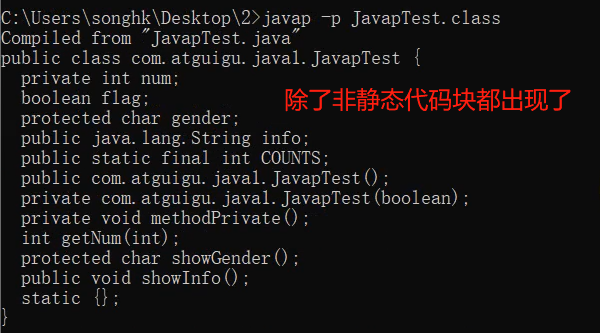 C:\Users\songhk\Desktop\2>javap -p JavapTest.class
Compiled from "JavapTest.java"
public class com.atguigu.java1.JavapTest {
  private int num;
  boolean flag;
除了非静态代码块都出现了
  protected char gender;
  public java.lang.String info;
  public static final int COUNTS;
  public com.atguigu.java1.JavapTest();
  private com.atguigu.java1.JavapTest(boolean);
  private void methodPrivate();
  int getNum(int);
  protected char showGender();
  public void showInfo();
  static {};
}